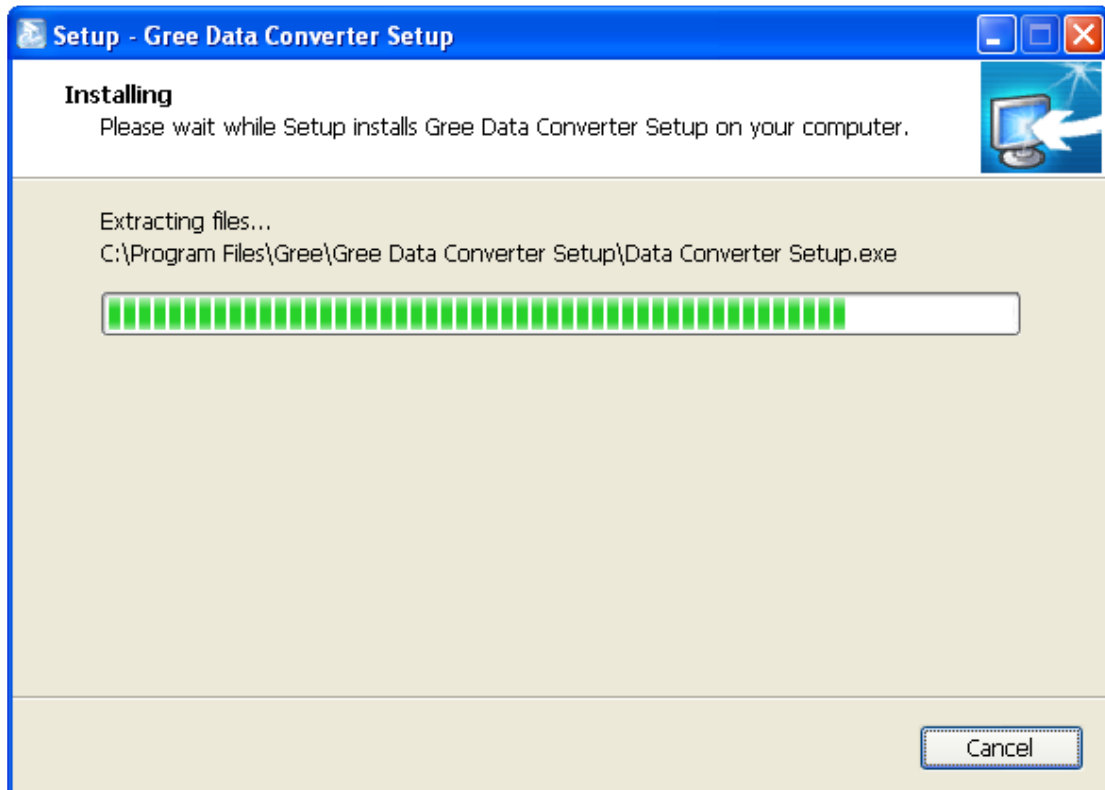 Setup - Gree Data Converter Setup
Installing
Please wait while Setup installs Gree Data Converter Setup on your computer.
Extracting files...
C:\Program Files\Gree\Gree Data Converter Setup\Data Converter Setup.exe
Cancel